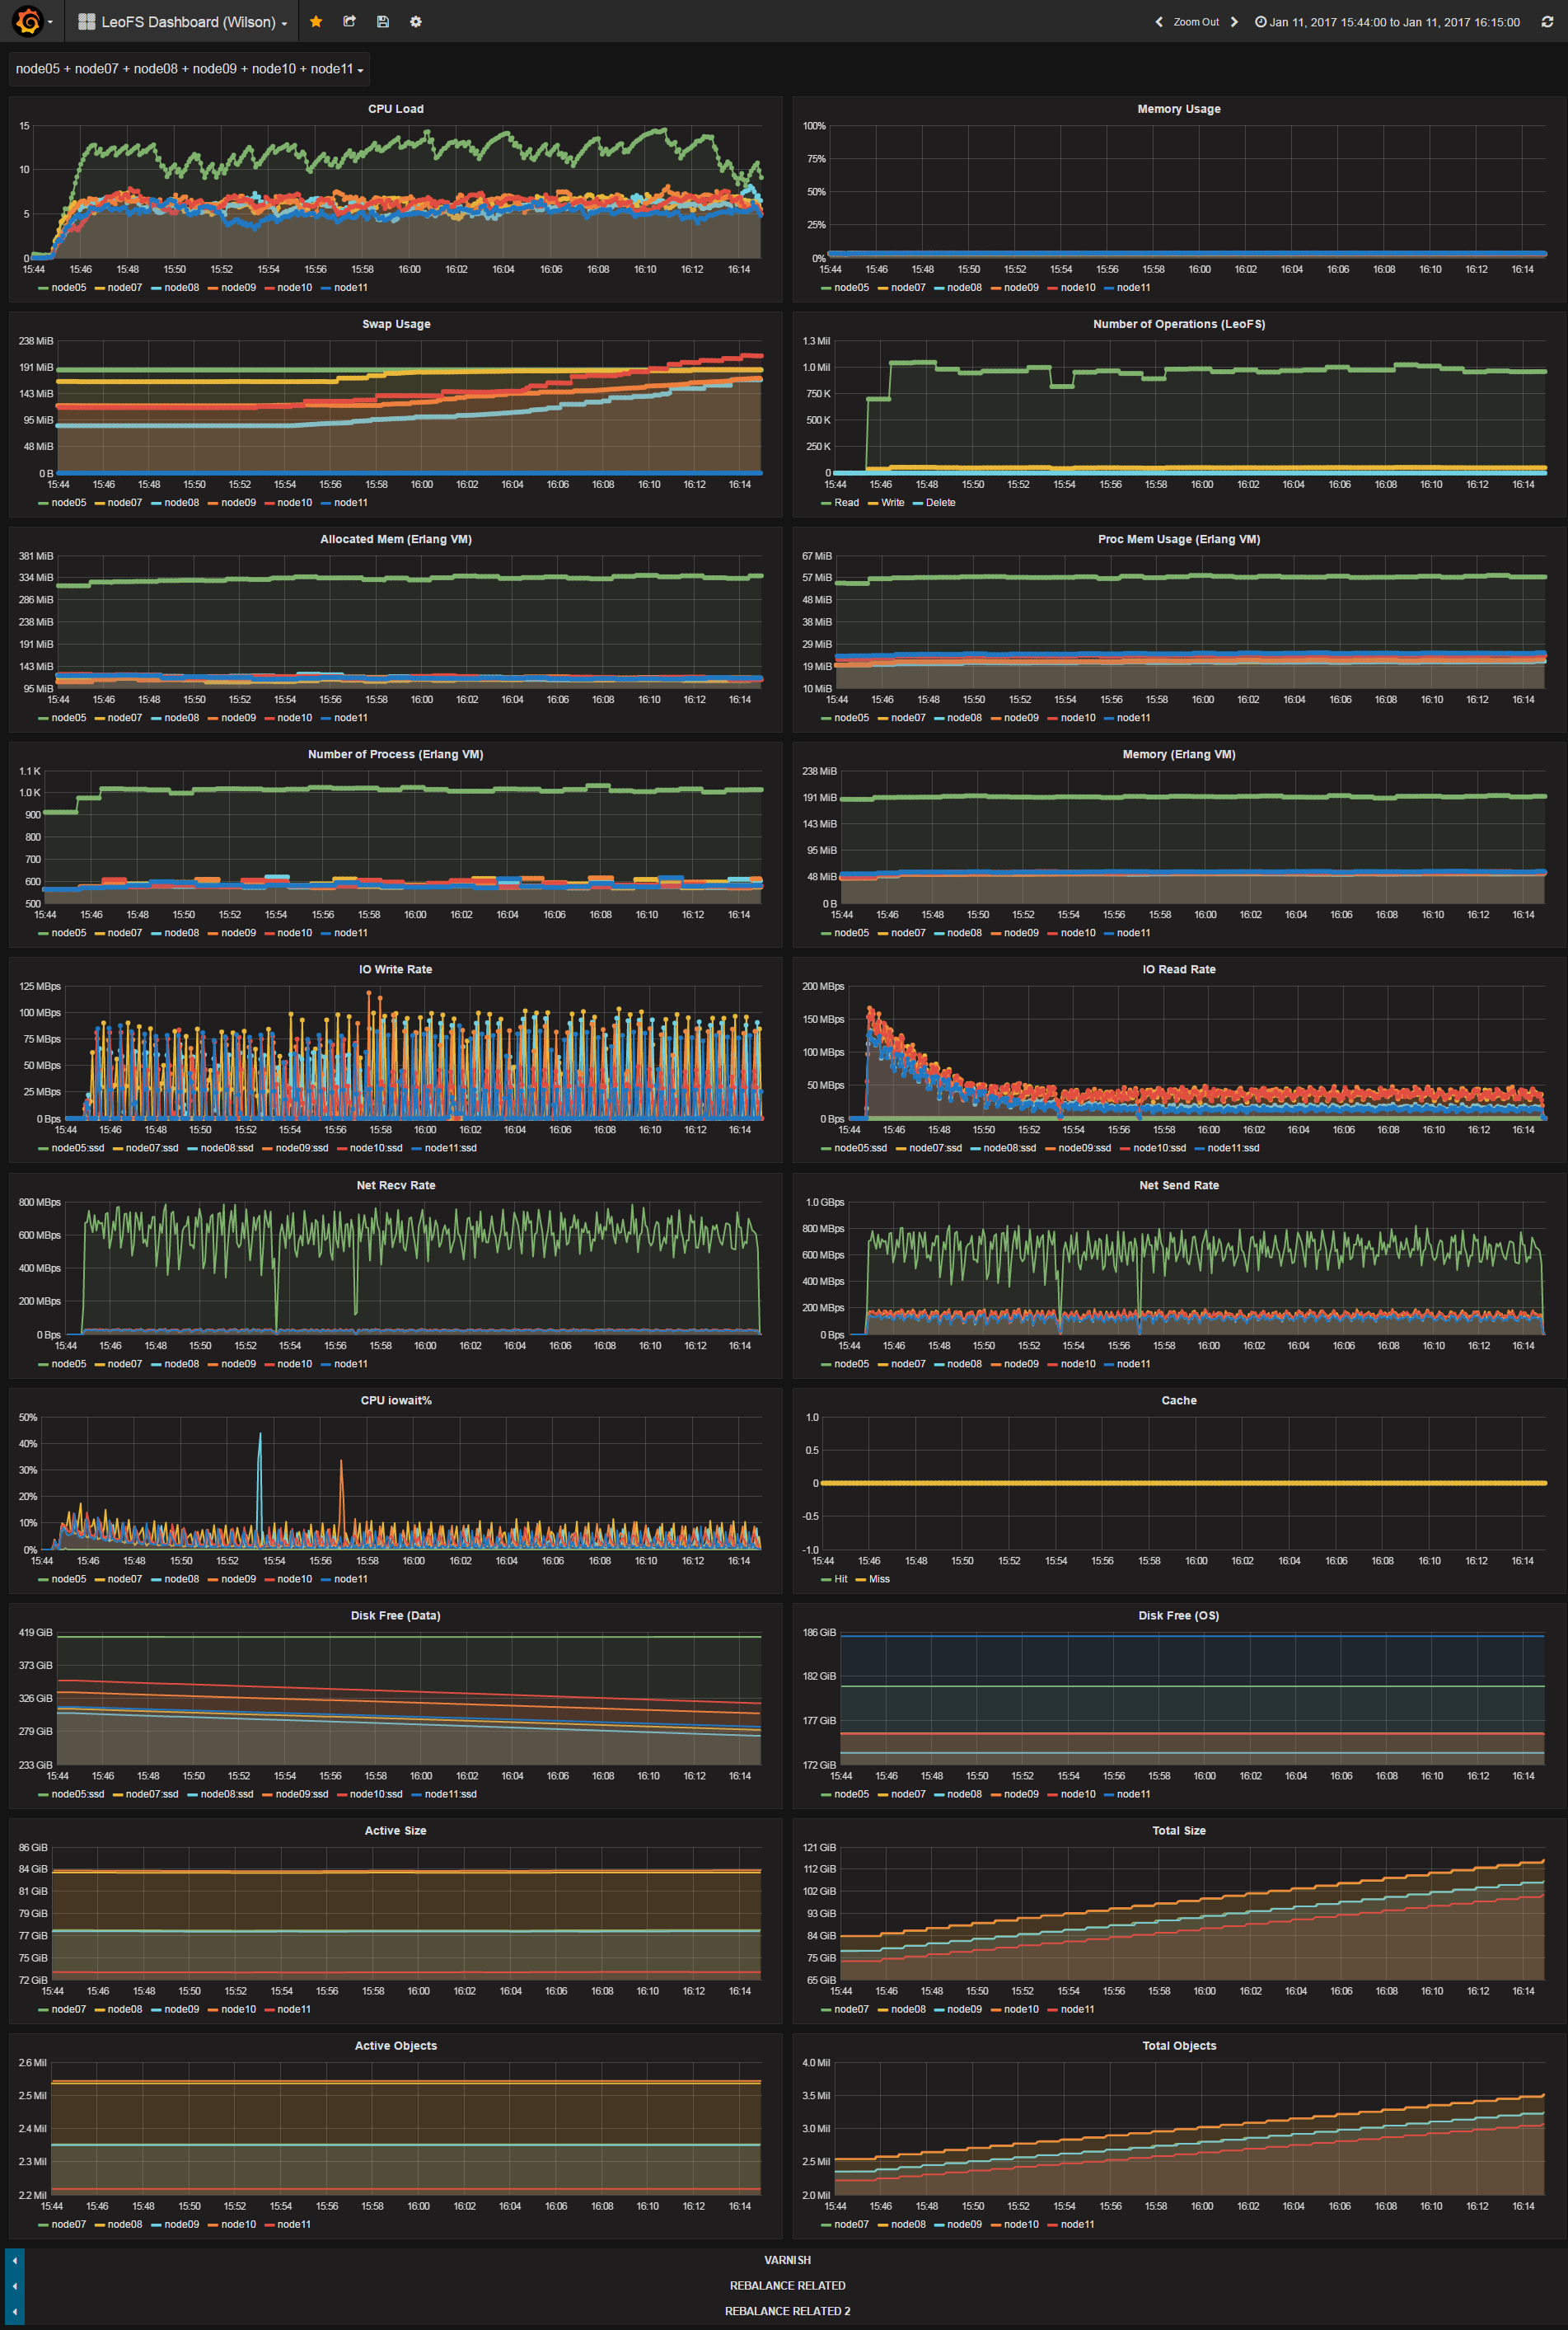 LeoFS Dashboard (Wilson)
Zoom Out
Jan 11, 2017 15:44:00 to Jan 11, 2017 16:15:00
node05 + node07 + node08 + node09 + node10 + node11
CPU Load
15
10
5
0
15:44 15:46 15:48 15:50 15:52 15:54 15:56 15:58 16:00 16:02 16:04 16:06 16:08 16:10 16:12 16:14
node05 node07 node08 node09 node10 node11
Memory Usage
100%
75%
50%
25%
0%
15:44 15:46 15:48 15:50 15:52 15:54 15:56 15:58 16:00 16:02 16:04 16:06 16:08 16:10 16:12 16:14
node05 node07 node08 node09 node10 node11
Swap Usage
238 MiB
191 MiB
143 MiB
95 MiB
48 MiB
0 B
15:44 15:46 15:48 15:50 15:52 15:54 15:56 15:58 16:00 16:02 16:04 16:06 16:08 16:10 16:12 16:14
node05 node07 node08 node09 node10 node11
Number of Operations (LeoFS)
1.3 Mil
1.0 Mil
750 K
500 K
250 K
0
15:44 15:46 15:48 15:50 15:52 15:54 15:56 15:58 16:00 16:02 16:04 16:06 16:08 16:10 16:12 16:14
Read Write Delete
Allocated Mem (Erlang VM)
381 MiB
334 MiB
286 MiB
238 MiB
191 MiB
143 MiB
95 MiB
15:44 15:46 15:48 15:50 15:52 15:54 15:56 15:58 16:00 16:02 16:04 16:06 16:08 16:10 16:12 16:14
node05 node07 node08 node09 node10 node11
Proc Mem Usage (Erlang VM)
67 MiB
57 MiB
48 MiB
38 MiB
29 MiB
19 MiB
10 MiB
15:44 15:46 15:48 15:50 15:52 15:54 15:56 15:58 16:00 16:02 16:04 16:06 16:08 16:10 16:12 16:14
node05 node07 node08 node09 node10 node11
Number of Process (Erlang VM)
1.1 K
1.0 K
900
800
700
600
500
15:44 15:46 15:48 15:50 15:52 15:54 15:56 15:58 16:00 16:02 16:04 16:06 16:08 16:10 16:12 16:14
node05 node07 node08 node09 node10 node11
Memory (Erlang VM)
238 MiB
191 MiB
143 MiB
95 MiB
48 MiB
0 B
15:44 15:46 15:48 15:50 15:52 15:54 15:56 15:58 16:00 16:02 16:04 16:06 16:08 16:10 16:12 16:14
node05 node07 node08 node09 node10 node11
IO Write Rate
125 MBps
100 MBps
75 MBps
50 MBps
25 MBps
0 Bps
15:44 15:46 15:48 15:50 15:52 15:54 15:56 15:58 16:00 16:02 16:04 16:06 16:08 16:10 16:12 16:14
node05:ssd node07:ssd node08:ssd node09:ssd node10:ssd node11:ssd
IO Read Rate
200 MBps
150 MBps
100 MBps
50 MBps
0 Bps
15:44 15:46 15:48 15:50 15:52 15:54 15:56 15:58 16:00 16:02 16:04 16:06 16:08 16:10 16:12 16:14
node05:ssd node07:ssd node08:ssd node09:ssd node10:ssd node11:ssd
Net Recv Rate
800 MBps
600 MBps
400 MBps
200 MBps
0 Bps
15:44 15:46 15:48 15:50 15:52 15:54 15:56 15:58 16:00 16:02 16:04 16:06 16:08 16:10 16:12 16:14
node05 node07 node08 node09 node10 node11
Net Send Rate
1.0 GBps
800 MBps
600 MBps
400 MBps
200 MBps
0 Bps
15:44 15:46 15:48 15:50 15:52 15:54 15:56 15:58 16:00 16:02 16:04 16:06 16:08 16:10 16:12 16:14
node05 node07 node08 node09 node10 node11
CPU iowait%
50%
40%
30%
20%
10%
0%
15:44 15:46 15:48 15:50 15:52 15:54 15:56 15:58 16:00 16:02 16:04 16:06 16:08 16:10 16:12 16:14
node05 node07 node08 node09 node10 node11
Cache
1.0
0.5
0
-0.5
-1.0
15:44 15:46 15:48 15:50 15:52 15:54 15:56 15:58 16:00 16:02 16:04 16:06 16:08 16:10 16:12 16:14
Hit Miss
Disk Free (Data)
419 GiB
373 GiB
326 GiB
279 GiB
233 GiB
15:44 15:46 15:48 15:50 15:52 15:54 15:56 15:58 16:00 16:02 16:04 16:06 16:08 16:10 16:12 16:14
node05:ssd node07:ssd node08:ssd node09:ssd node10:ssd node11:ssd
Disk Free (OS)
186 GiB
182 GiB
177 GiB
172 GiB
15:44 15:46 15:48 15:50 15:52 15:54 15:56 15:58 16:00 16:02 16:04 16:06 16:08 16:10 16:12 16:14
node05 node07 node08 node09 node10 node11
Active Size
86 GiB
84 GiB
81 GiB
79 GiB
77 GiB
75 GiB
72 GiB
15:44 15:46 15:48 15:50 15:52 15:54 15:56 15:58 16:00 16:02 16:04 16:06 16:08 16:10 16:12 16:14
node07 node08 node09 node10 node11
Total Size
121 GiB
112 GiB
102 GiB
93 GiB
84 GiB
75 GiB
65 GiB
15:44 15:46 15:48 15:50 15:52 15:54 15:56 15:58 16:00 16:02 16:04 16:06 16:08 16:10 16:12 16:14
node07 node08 node09 node10 node11
Active Objects
2.6 Mil
2.5 Mil
2.4 Mil
2.3 Mil
2.2 Mil
15:44 15:46 15:48 15:50 15:52 15:54 15:56 15:58 16:00 16:02 16:04 16:06 16:08 16:10 16:12 16:14
node07 node08 node09 node10 node11
Total Objects
4.0 Mil
3.5 Mil
3.0 Mil
2.5 Mil
2.0 Mil
15:44 15:46 15:48 15:50 15:52 15:54 15:56 15:58 16:00 16:02 16:04 16:06 16:08 16:10 16:12 16:14
node07 node08 node09 node10 node11
VARNISH
REBALANCE RELATED
REBALANCE RELATED 2